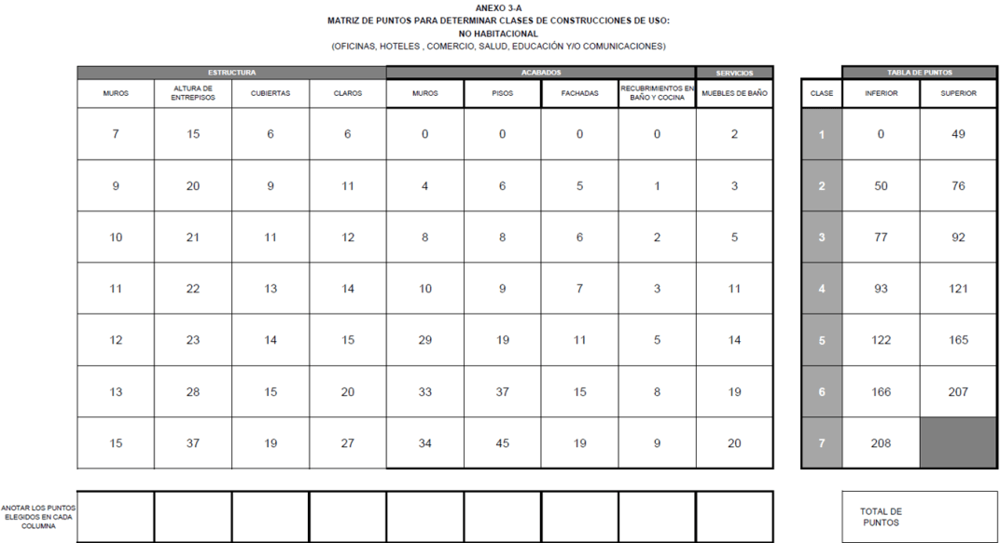 ANEXO 3-A
MATRIZ DE PUNTOS PARA DETERMINAR CLASES DE CONSTRUCCIONES DE USO:
NO HABITACIONAL
(OFICINAS, HOTELES , COMERCIO, SALUD, EDUCACIÓN Y/O COMUNICACIONES)
ESTRUCTURA ACABADOS SERVICIOS TABLA DE PUNTOS
MUROS ALTURA DE ENTREPISOS CUBIERTAS CLAROS MUROS PISOS FACHADAS RECUBRIMIENTOS EN BAÑO Y COCINA MUEBLES DE BAÑO CLASE INFERIOR SUPERIOR
7 15 6 6 0 0 0 0 2 1 0 49
9 20 9 11 4 6 5 1 3 2 50 76
10 21 11 12 8 8 6 2 5 3 77 92
11 22 13 14 10 9 7 3 11 4 93 121
12 23 14 15 29 19 11 5 14 5 122 165
13 28 15 20 33 37 15 8 19 6 166 207
15 37 19 27 34 45 19 9 20 7 208
ANOTAR LOS PUNTOS
ELEGIDOS EN CADA
COLUMNA
TOTAL DE
PUNTOS